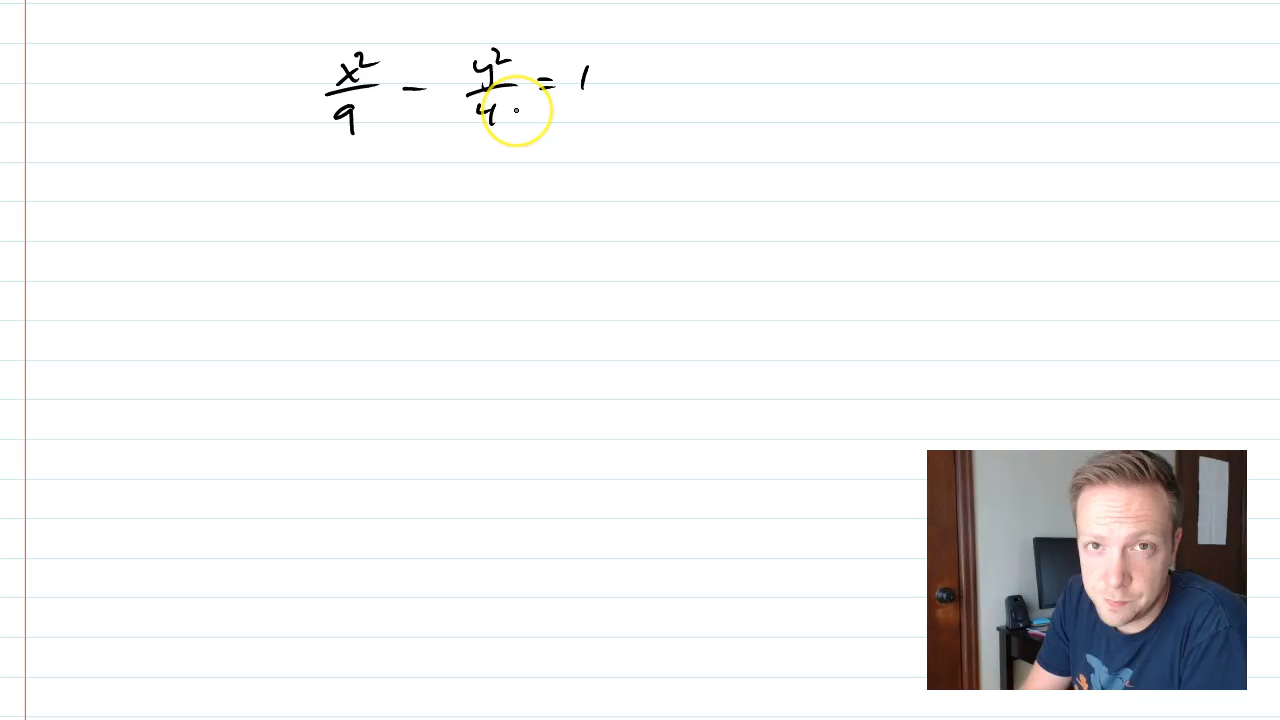 x²/9 - y²/4 = 1